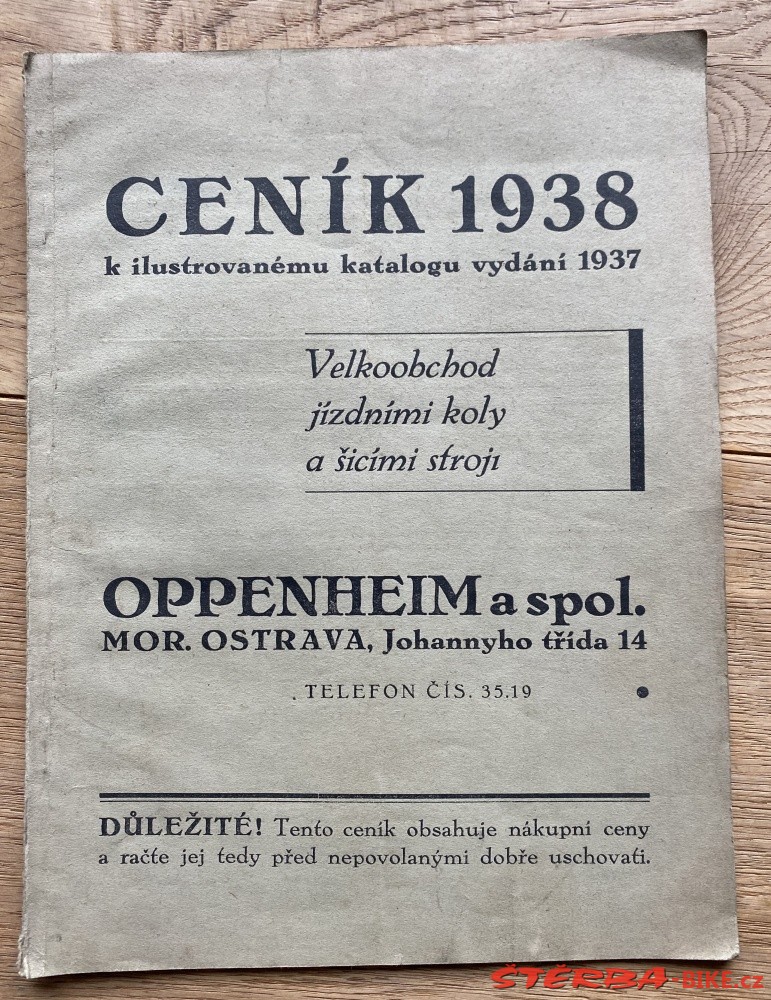 CENÍK 1938
k ilustrovanému katalogu vydání 1937
Velkoobchod
jízdními koly
a šicími stroji
OPPENHEIM a spol.
MOR. OSTRAVA, Johannyho třída 14
TELEFON ČÍS. 35.19
DŮLEŽITÉ! Tento ceník obsahuje nákupní ceny
a račte jej tedy před nepovolanými dobře uschovati.
ŠTĚRBA-BIKE.cz